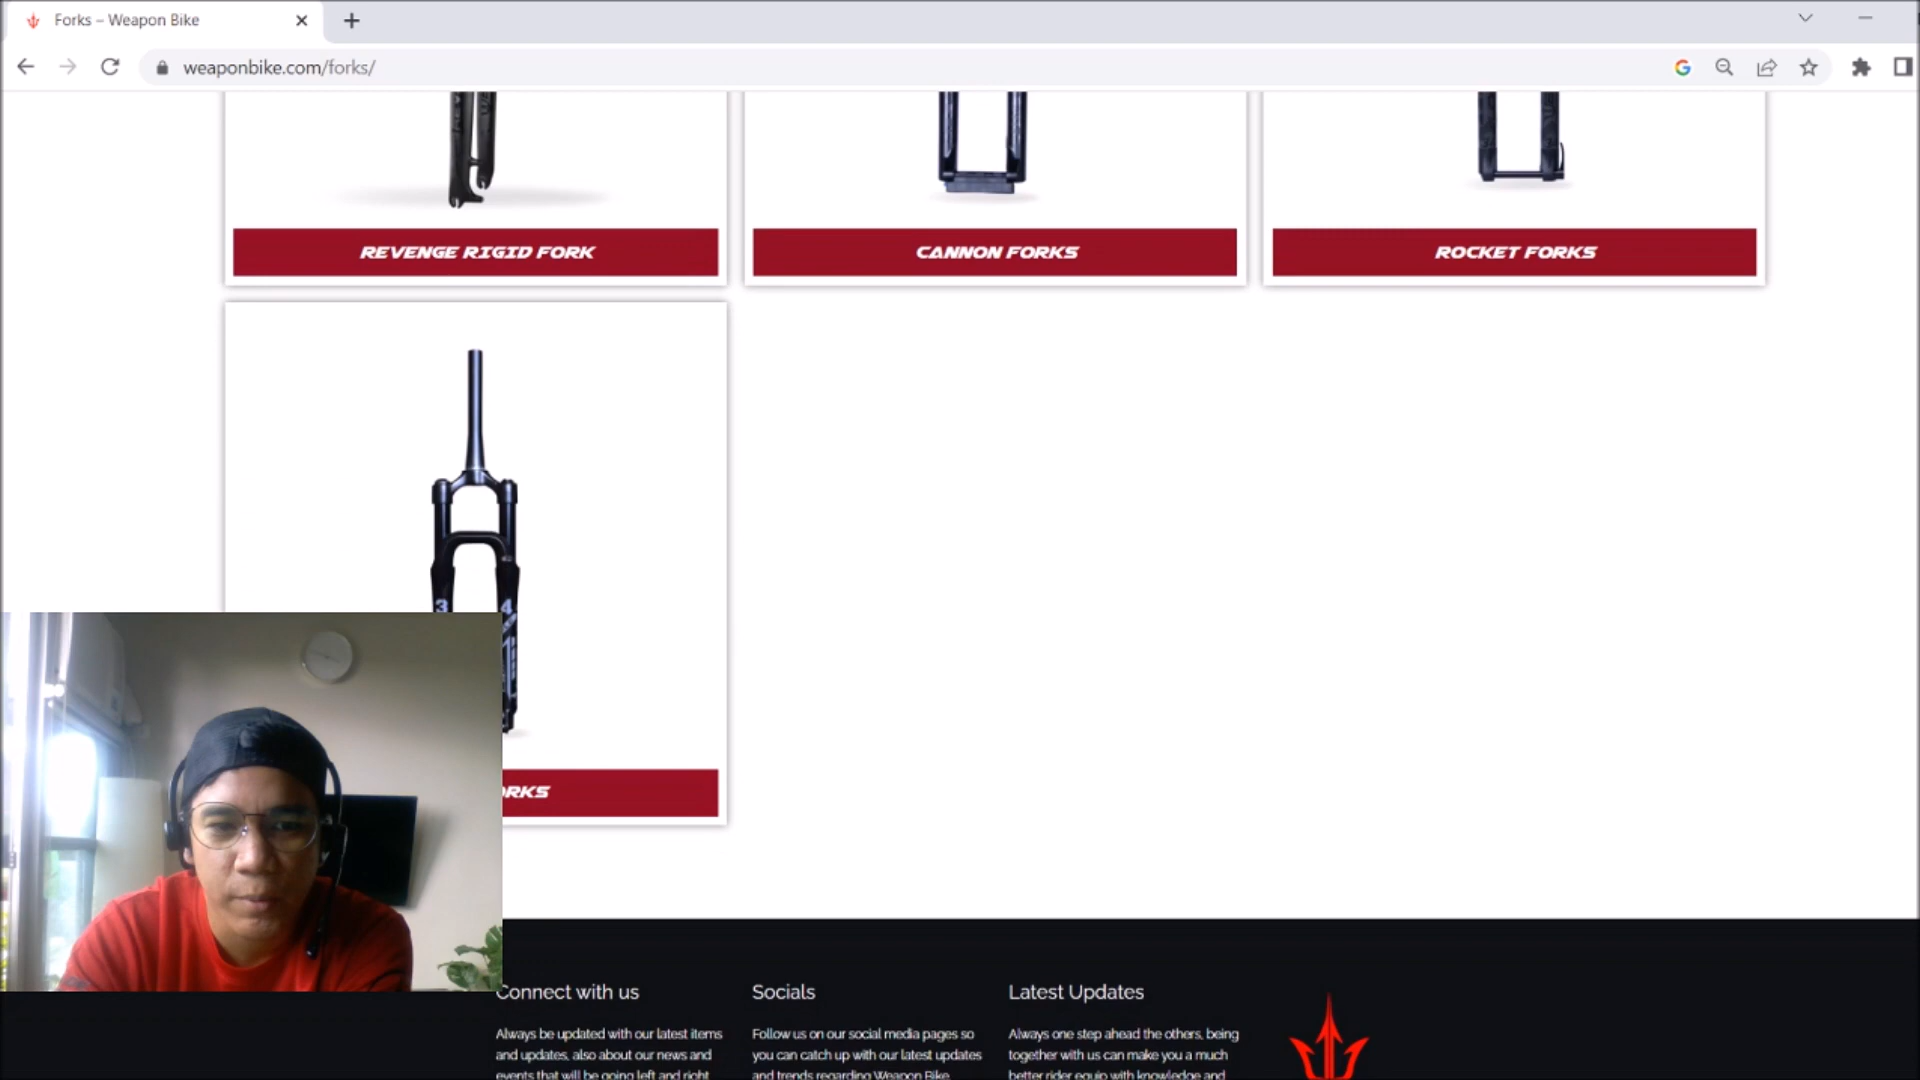 Forks – Weapon Bike
weaponbike.com/forks/
REVENGE RIGID FORK
CANNON FORKS
ROCKET FORKS
3 4
Connect with us
Always be updated with our latest items
and updates, also about our news and
events that will be going left and right
Socials
Follow us on our social media pages so
you can catch up with our latest updates
and trends regarding Weapon Bike.
Latest Updates
Always one step ahead the others, being
together with us can make you a much
better rider equip with knowledge and